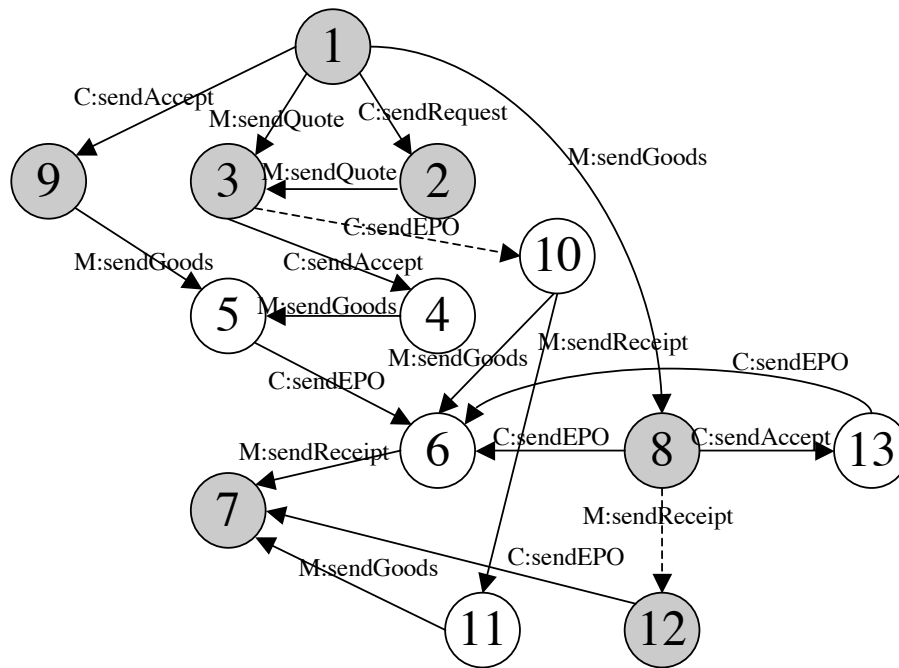 1
C:sendAccept
M:sendQuote
C:sendRequest
M:sendGoods
9
3
M:sendQuote
2
C:sendEPO
10
M:sendGoods
C:sendAccept
5
M:sendGoods
4
M:sendGoods
M:sendReceipt
C:sendEPO
C:sendEPO
M:sendReceipt
6
C:sendEPO
8
C:sendAccept
13
7
M:sendReceipt
M:sendGoods
C:sendEPO
11
12